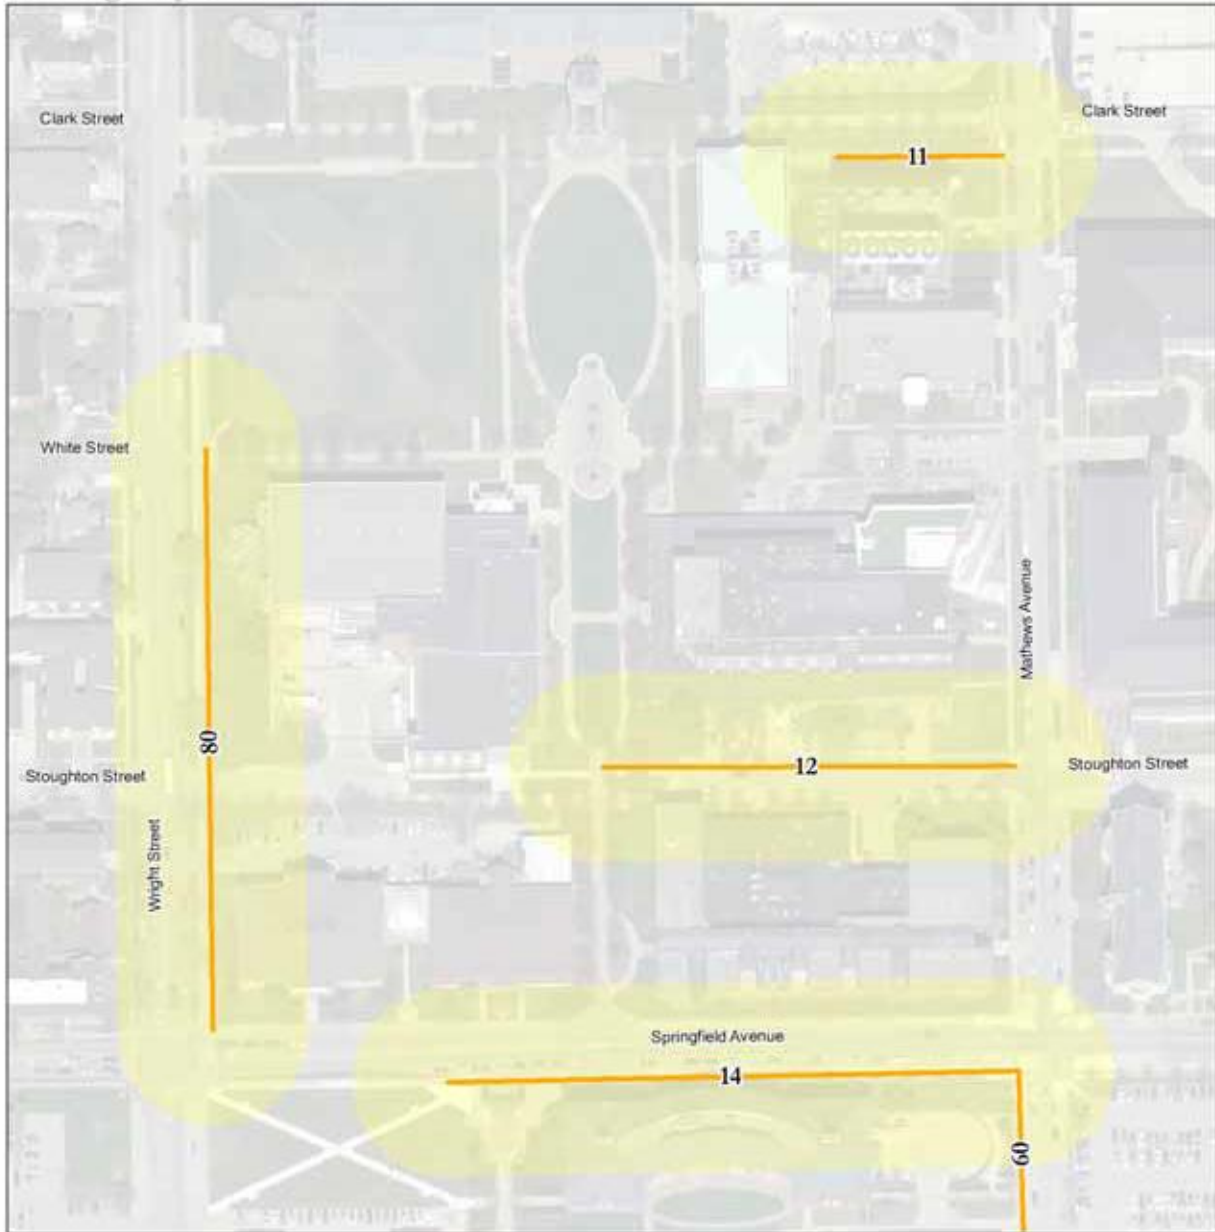 Clark Street
Clark Street
11
White Street
Mathews Avenue
80
12
Stoughton Street
Stoughton Street
Wright Street
Springfield Avenue
14
60